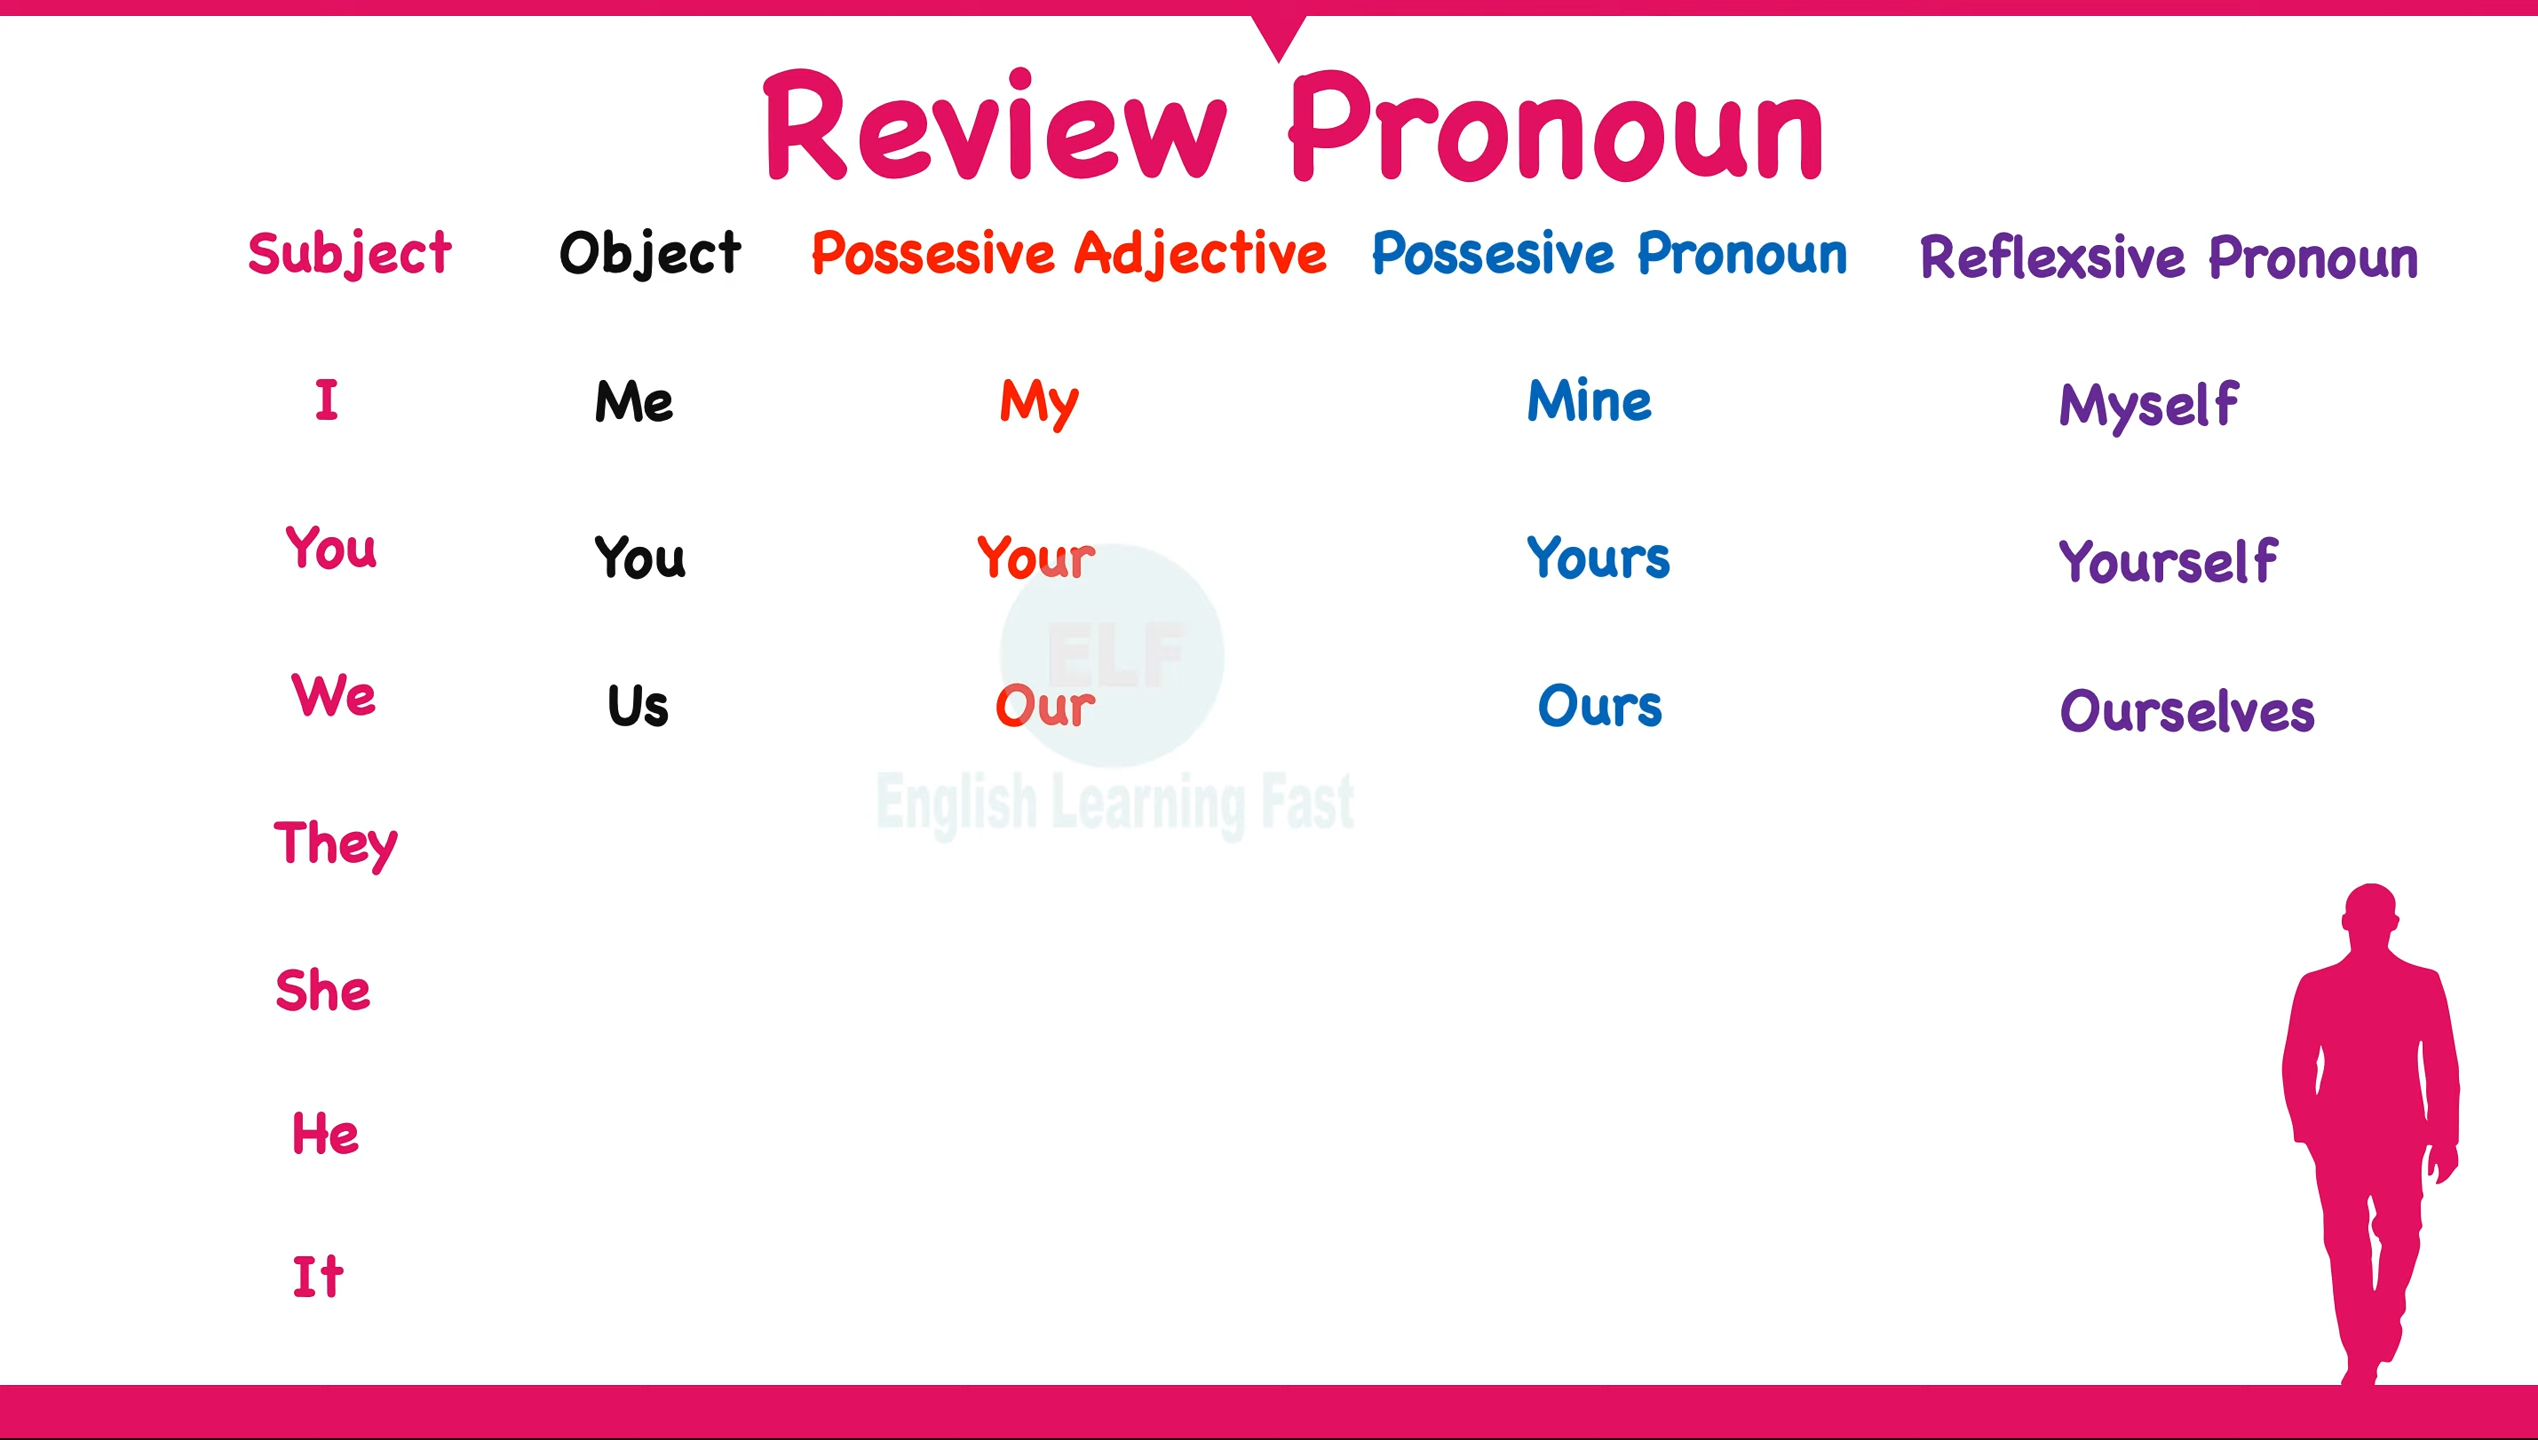 Review Pronoun
Subject Object Possesive Adjective Possesive Pronoun Reflexsive Pronoun
I Me My Mine Myself
You You Your Yours Yourself
ELF
We Us Our Ours Ourselves
English Learning Fast
They
She
He
It